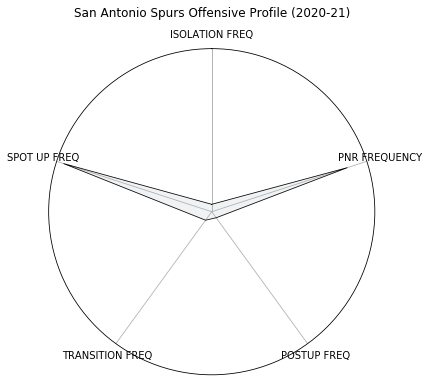 San Antonio Spurs Offensive Profile (2020-21)
ISOLATION FREQ
SPOT UP FREQ
PNR FREQUENCY
TRANSITION FREQ
POSTUP FREQ